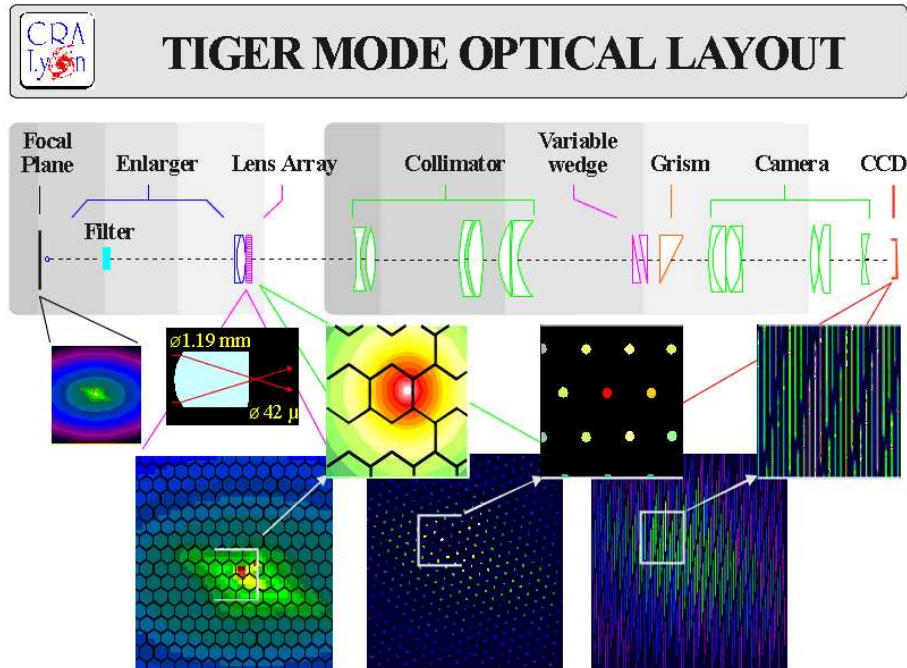 CRA
Lyon
TIGER MODE OPTICAL LAYOUT
Focal
Plane
Enlarger
Lens Array
Collimator
Variable
wedge
Grism
Camera
CCD
Filter
ø1.19 mm
ø 42 µ